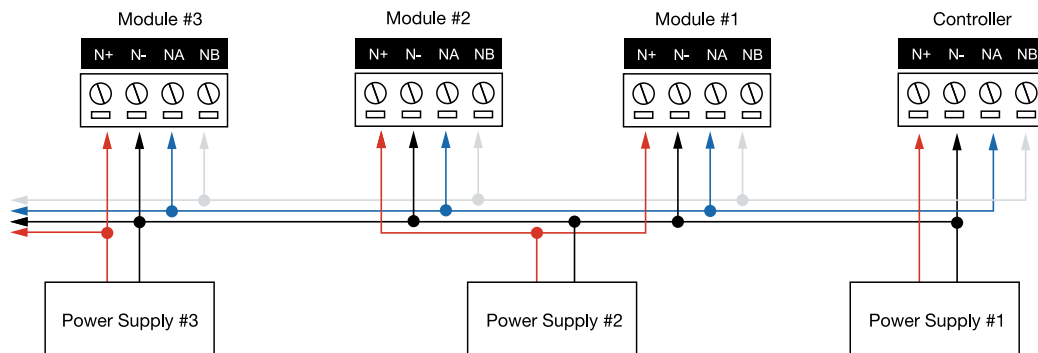 Module #3
Module #2
Module #1
Controller
N+ N- NA NB
N+ N- NA NB
N+ N- NA NB
N+ N- NA NB
Power Supply #3
Power Supply #2
Power Supply #1